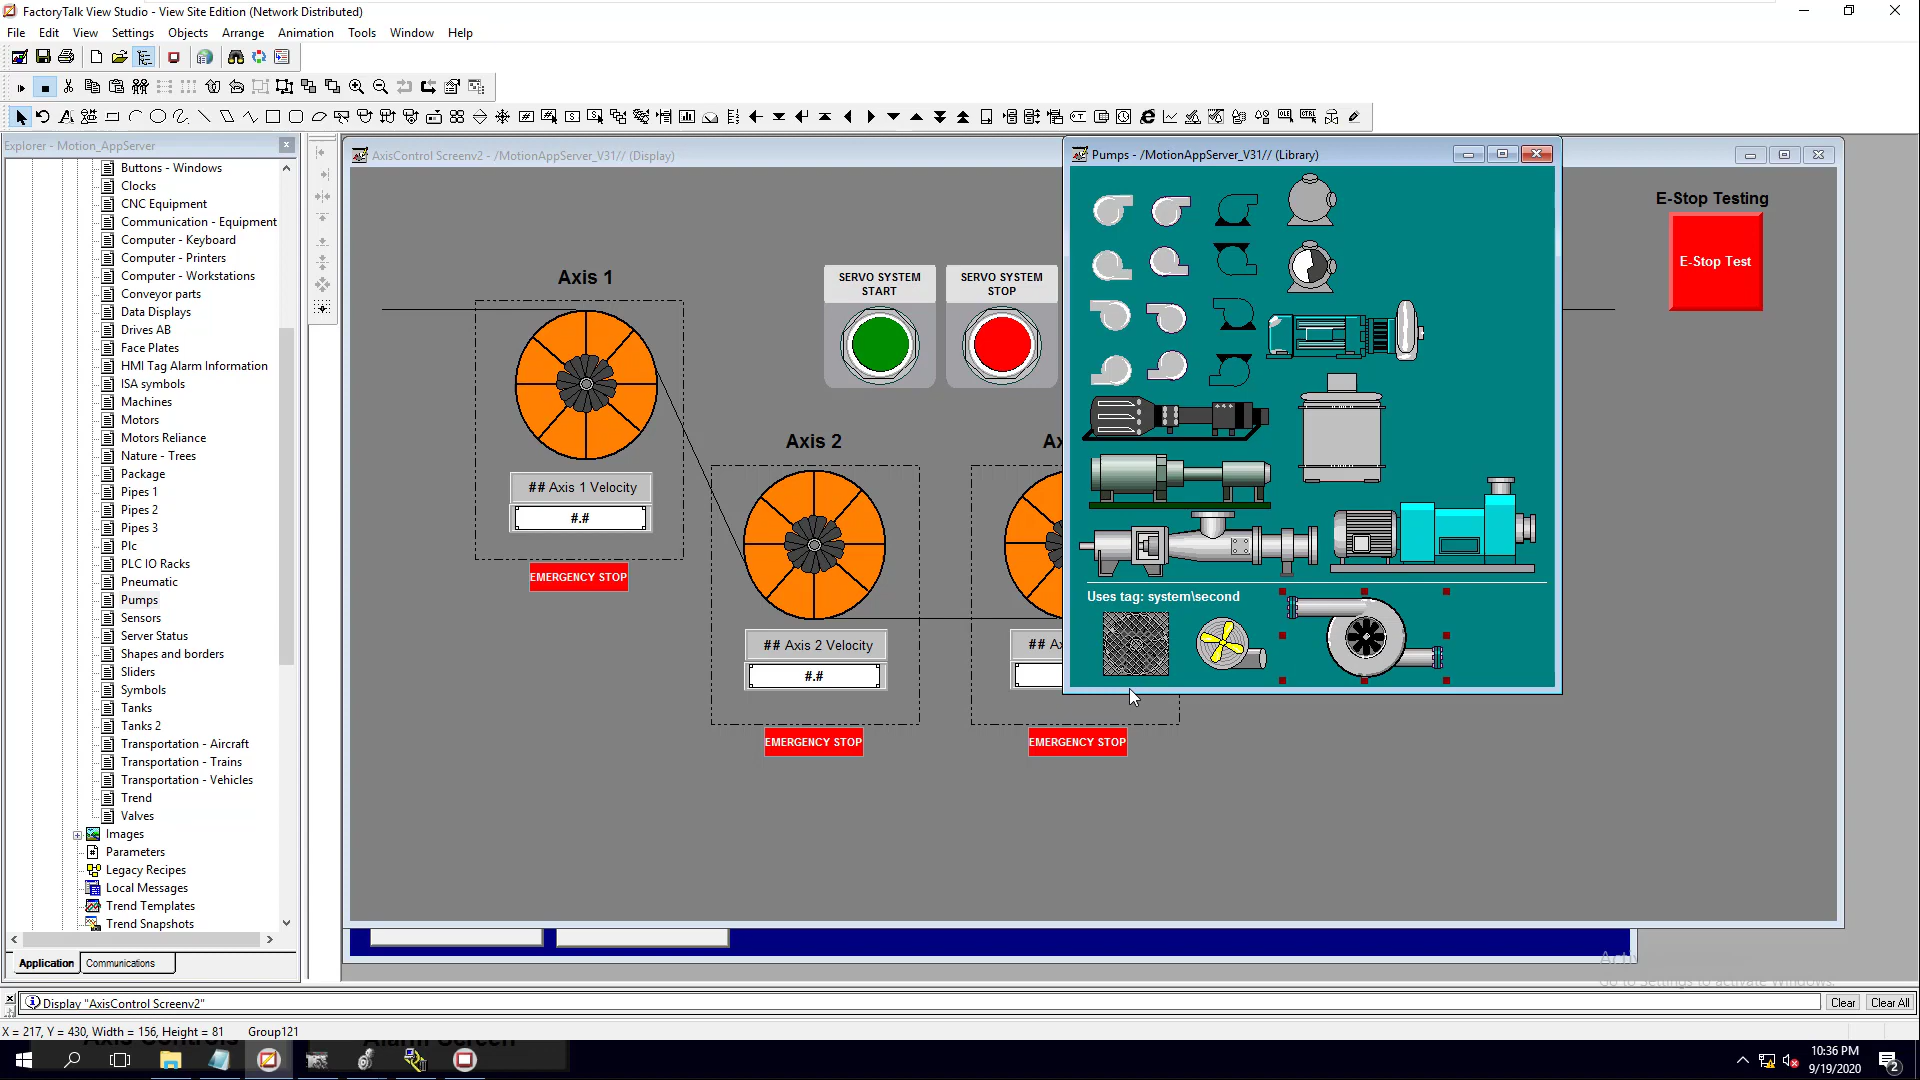 FactoryTalk View Studio - View Site Edition (Network Distributed)
File Edit View Settings Objects Arrange Animation Tools Window Help
Explorer - Motion_AppServer
Buttons - Windows
Clocks
CNC Equipment
Communication - Equipment
Computer - Keyboard
Computer - Printers
Computer - Workstations
Conveyor parts
Data Displays
Drives AB
Face Plates
HMI Tag Alarm Information
ISA symbols
Machines
Motors
Motors Reliance
Nature - Trees
Package
Pipes 1
Pipes 2
Pipes 3
Plc
PLC IO Racks
Pneumatic
Pumps
Sensors
Server Status
Shapes and borders
Sliders
Symbols
Tanks
Tanks 2
Transportation - Aircraft
Transportation - Trains
Transportation - Vehicles
Trend
Valves
Images
Parameters
Legacy Recipes
Local Messages
Trend Templates
Trend Snapshots
Application Communications
AxisControl Screenv2 - /MotionAppServer_V31// (Display)
Axis 1
## Axis 1 Velocity
#.#
EMERGENCY STOP
SERVO SYSTEM
START
SERVO SYSTEM
STOP
Axis 2
## Axis 2 Velocity
#.#
EMERGENCY STOP
EMERGENCY STOP
Pumps - /MotionAppServer_V31// (Library)
Uses tag: system\second
E-Stop Testing
E-Stop Test
Display "AxisControl Screenv2"
Clear Clear All
X = 217, Y = 430, Width = 156, Height = 81 Group121
10:36 PM
9/19/2020
2